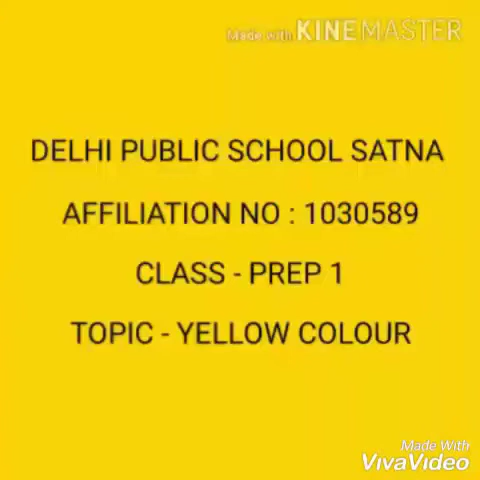 Made with KINEMASTER
DELHI PUBLIC SCHOOL SATNA
AFFILIATION NO : 1030589
CLASS - PREP 1
TOPIC - YELLOW COLOUR
Made With
VivaVideo